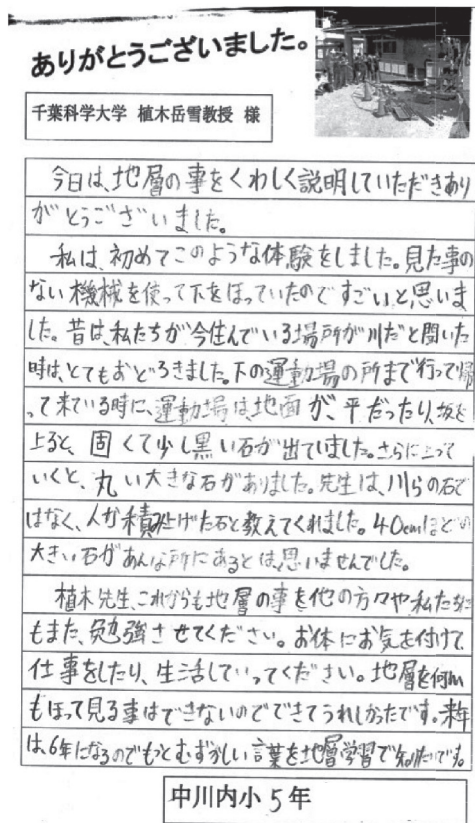 ありがとうございました。
千葉科学大学 植木岳雪教授 様
今日は、地層の事をくわしく説明していただきあり
がとうございました。
私は、初めてこのような体験をしました。見た事の
ない機械を使って下をほっていたのですごいと思いま
した。昔は、私たちが今住んでいる場所が川だと聞いた
時は、とてもおどろきました。下の運動場の所まで行って帰
って来ている時に、運動場は、地面が、平だったり、坂を
上ると、固くて少し黒い石が出ていました。さらに上って
いくと、丸い大きな石がありました。先生は、川らの石で
はなく、人が積み上げた石と教えてくれました。40cmほどの
大きい石があんな所にあるとは、思いませんでした。
植木先生、これからも地層の事を他の方々や私たちに
もまた、勉強させてください。お体にお気を付けて
仕事をしたり、生活していってください。地層を何m
もほって見る事はできないのでできてうれしかったです。来年
は、6年になるのでもっとむずかしい言葉を地層学習で知りたいです。
中川内小5年